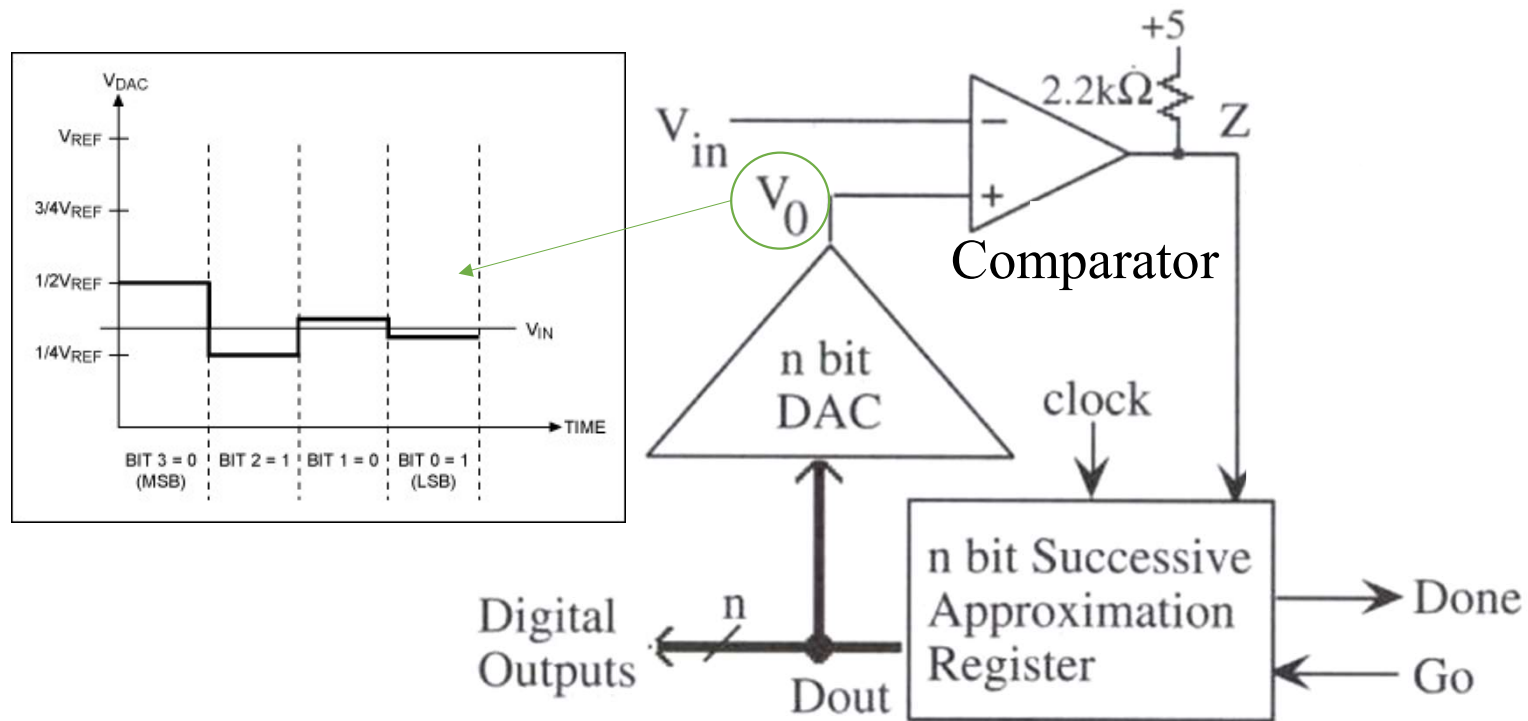 VDAC
VREF
3/4VREF
1/2VREF
1/4VREF
VIN
TIME
BIT 3 = 0
(MSB)
BIT 2 = 1
BIT 1 = 0
BIT 0 = 1
(LSB)
+5
2.2kΩ
Z
Vin
V0
−
+
Comparator
n bit
DAC
clock
n bit Successive
Approximation
Register
Done
Go
Digital
Outputs
n
Dout